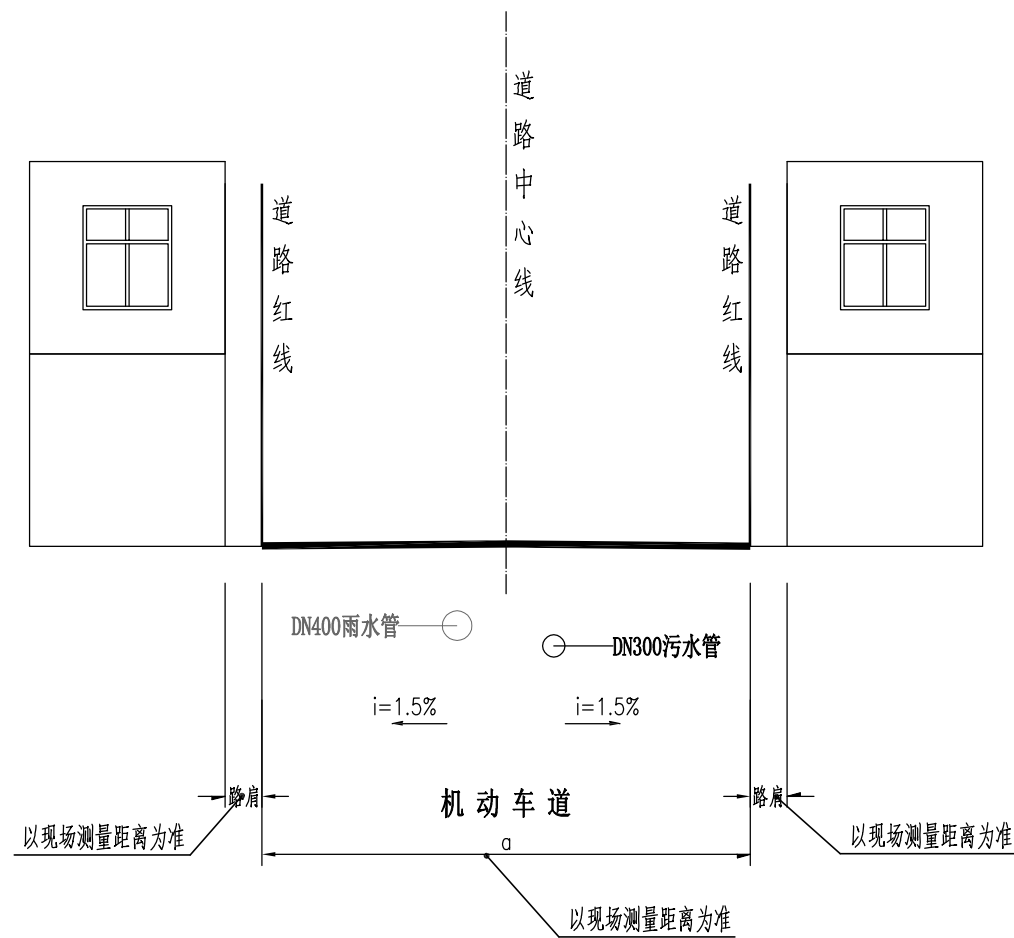 道路中心线
道路红线
道路红线
DN400雨水管
DN300污水管
i=1.5%
i=1.5%
路肩
机动车道
路肩
以现场测量距离为准
a
以现场测量距离为准
以现场测量距离为准